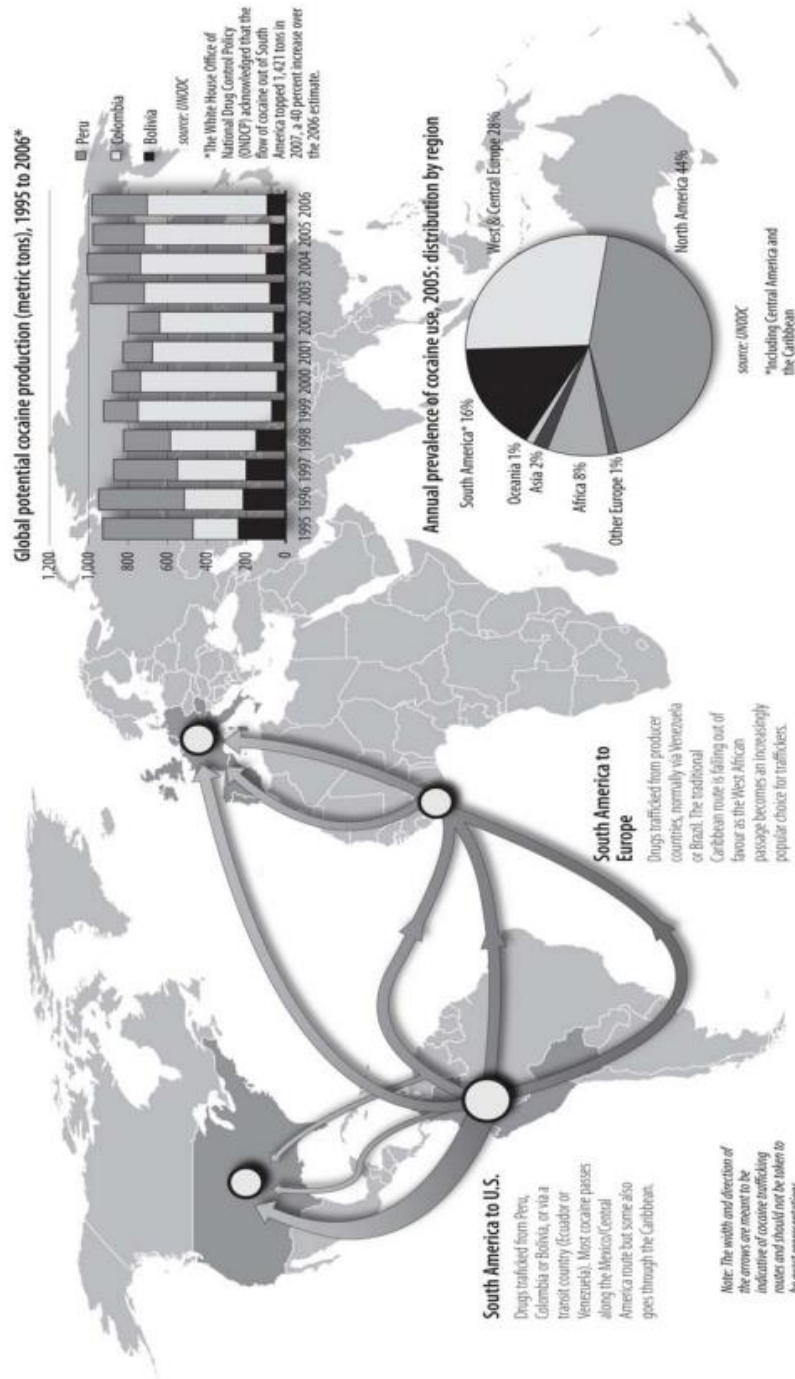 Global potential cocaine production (metric tons), 1995 to 2006*
1,200
1,000
800
600
400
200
0
1995 1996 1997 1998 1999 2000 2001 2002 2003 2004 2005 2006
Peru
Colombia
Bolivia
source: UNODC
*The White House Office of
National Drug Control Policy
(ONDCP) acknowledged that the
flow of cocaine out of South
America topped 1,421 tons in
2007, a 40 percent increase over
the 2006 estimate.
Annual prevalence of cocaine use, 2005: distribution by region
South America* 16%
Oceania 1%
Asia 2%
Africa 8%
Other Europe 1%
West & Central Europe 28%
North America 44%
source: UNODC
*Including Central America and
the Caribbean
South America to U.S.
Drugs traficked from Peru,
Colombia or Bolivia, or via a
transit country (Ecuador or
Venezuela). Most cocaine passes
along the Mexico/Central
America route but some also
goes through the Caribbean.
South America to
Europe
Drugs trafficked from producer
countries, normally via Venezuela
or Brazil. The traditional
Caribbean route is falling out of
favour as the West African
passage becomes an increasingly
popular choice for traffickers.
Note: The width and direction of
the arrows are meant to be
indicative of cocaine trafficking
routes and should not be taken to
be exact representations